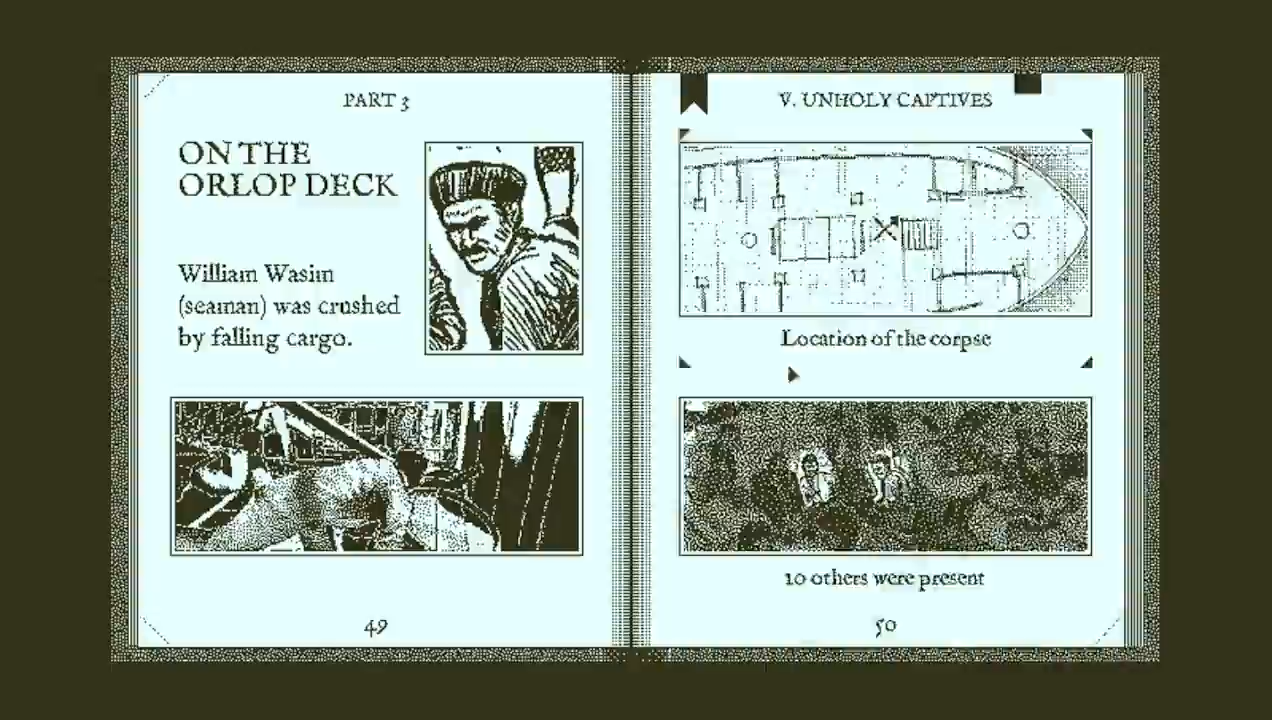 PART 3
ON THE
ORLOP DECK
William Wasim
(seaman) was crushed
by falling cargo.
49
V. UNHOLY CAPTIVES
Location of the corpse
10 others were present
50